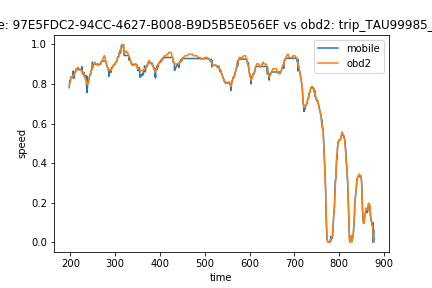 e: 97E5FDC2-94CC-4627-B008-B9D5B5E056EF vs obd2: trip_TAU99985_
mobile
obd2
1.0
0.8
0.6
0.4
0.2
0.0
speed
200 300 400 500 600 700 800 900
time